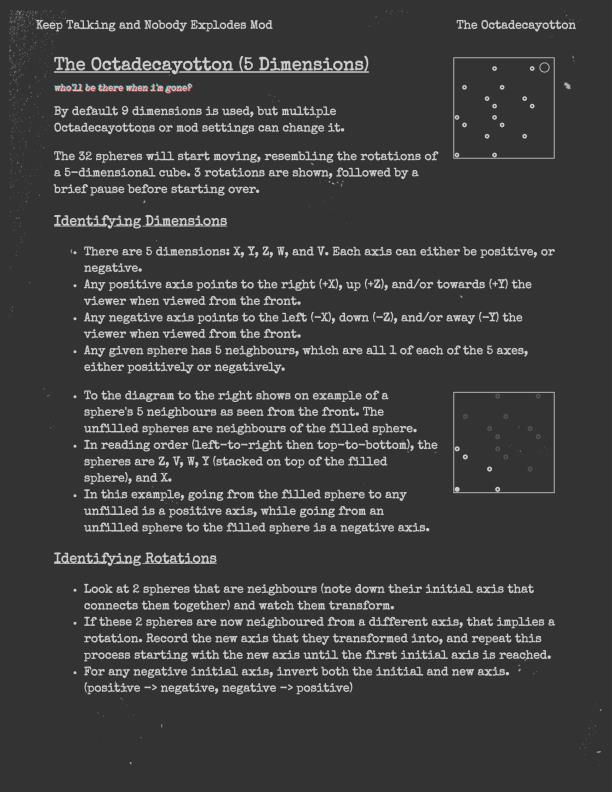 Keep Talking and Nobody Explodes Mod
The Octadecayotton
The Octadecayotton (5 Dimensions)
who'll be there when i'm gone?
By default 9 dimensions is used, but multiple
Octadecayottons or mod settings can change it.
The 32 spheres will start moving, resembling the rotations of
a 5-dimensional cube. 3 rotations are shown, followed by a
brief pause before starting over.
Identifying Dimensions
• There are 5 dimensions: X, Y, Z, W, and V. Each axis can either be positive, or
negative.
• Any positive axis points to the right (+X), up (+Z), and/or towards (+Y) the
viewer when viewed from the front.
• Any negative axis points to the left (-X), down (-Z), and/or away (-Y) the
viewer when viewed from the front.
• Any given sphere has 5 neighbours, which are all 1 of each of the 5 axes,
either positively or negatively.
• To the diagram to the right shows on example of a
sphere's 5 neighbours as seen from the front. The
unfilled spheres are neighbours of the filled sphere.
• In reading order (left-to-right then top-to-bottom), the
spheres are Z, V, W, Y (stacked on top of the filled
sphere), and X.
• In this example, going from the filled sphere to any
unfilled is a positive axis, while going from an
unfilled sphere to the filled sphere is a negative axis.
Identifying Rotations
• Look at 2 spheres that are neighbours (note down their initial axis that
connects them together) and watch them transform.
• If these 2 spheres are now neighboured from a different axis, that implies a
rotation. Record the new axis that they transformed into, and repeat this
process starting with the new axis until the first initial axis is reached.
• For any negative initial axis, invert both the initial and new axis.
(positive -> negative, negative -> positive)